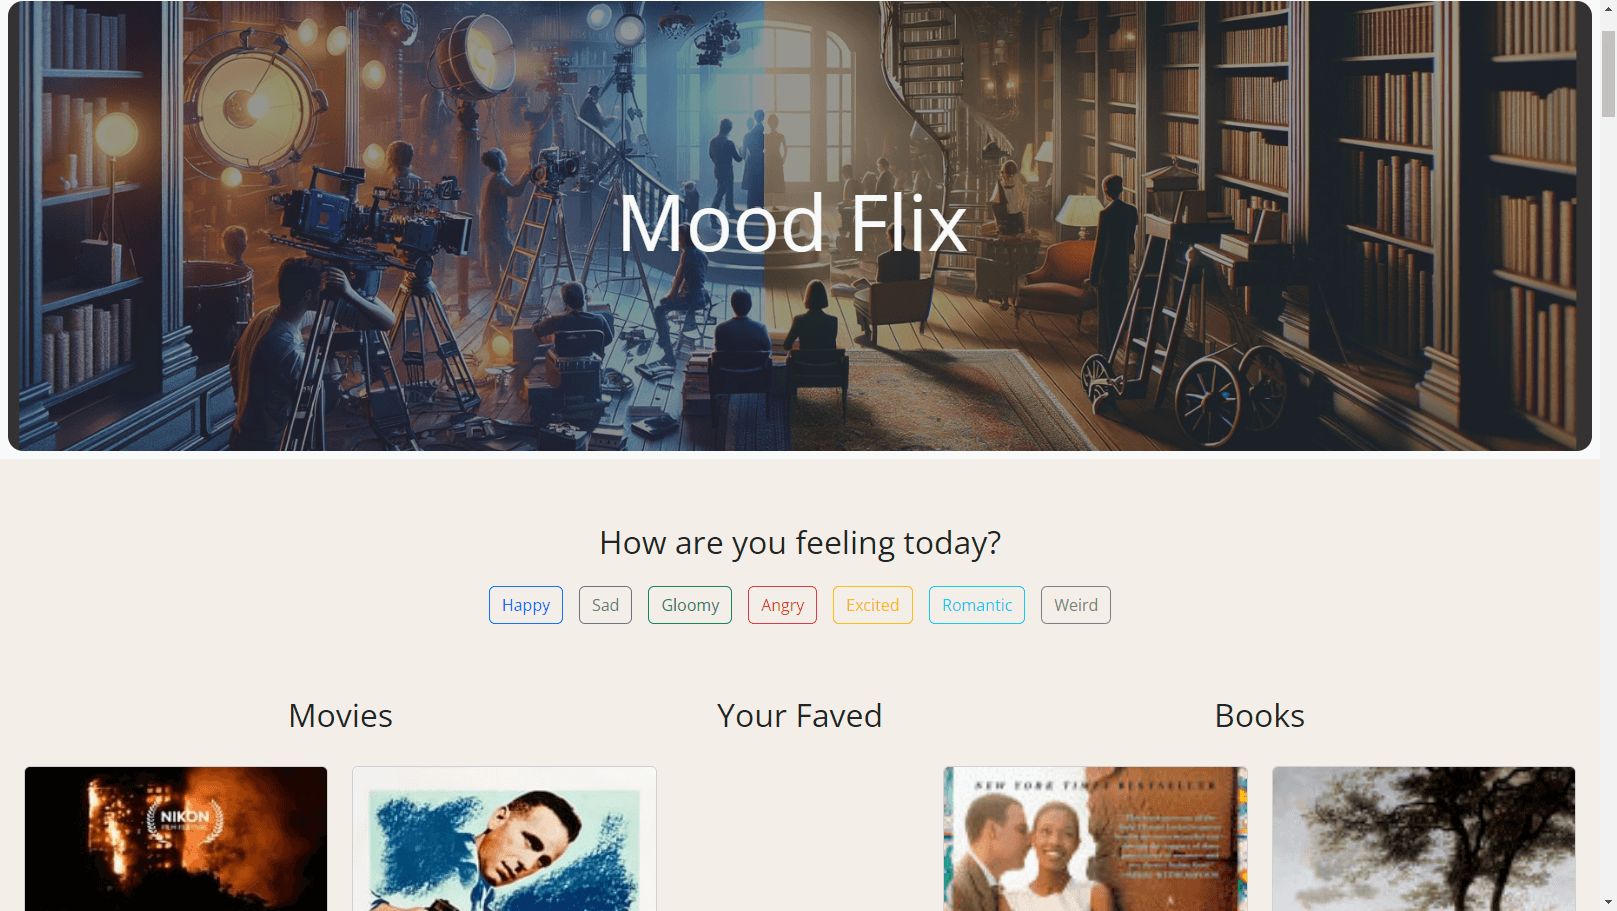 Mood Flix
How are you feeling today?
Happy
Sad
Gloomy
Angry
Excited
Romantic
Weird
Movies
Your Faved
Books
NIKON
FILM FESTIVAL
NEW YORK TIMES BESTSELLER
A